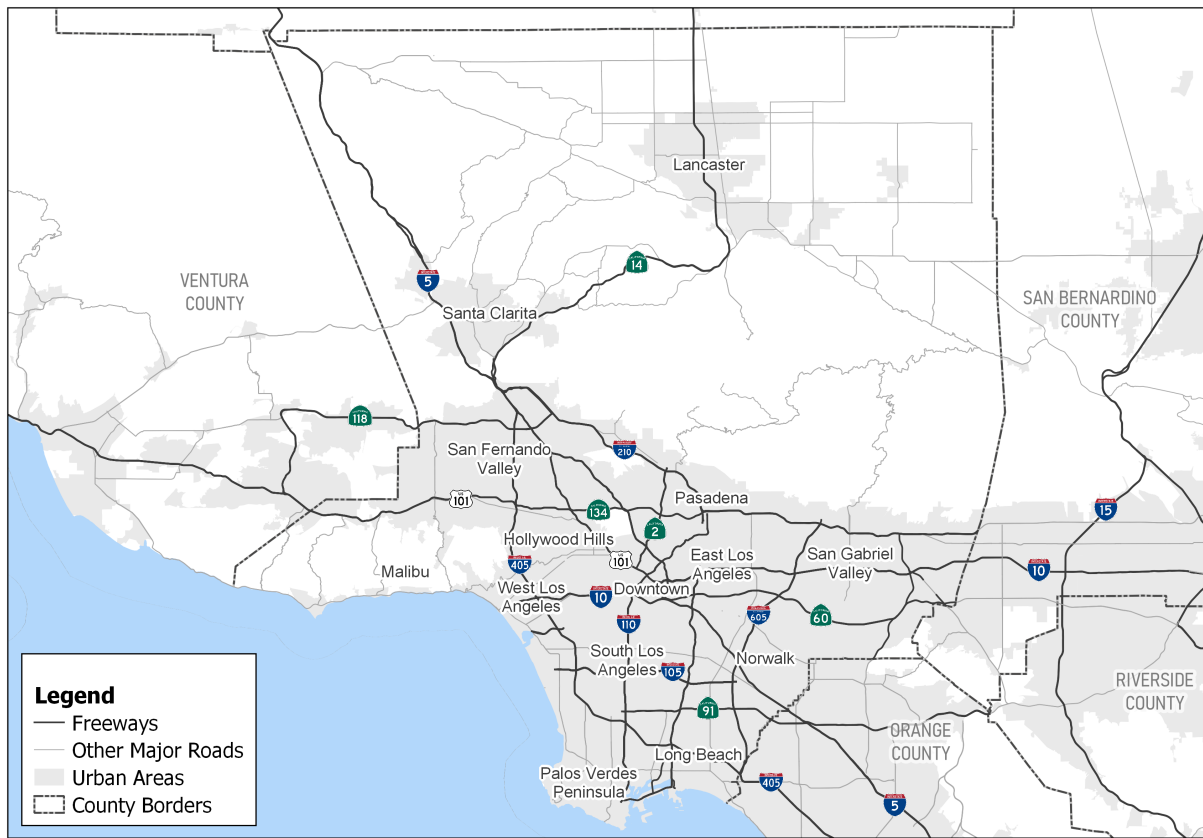 Lancaster
14
VENTURA
COUNTY
5
Santa Clarita
SAN BERNARDINO
COUNTY
118
San Fernando
Valley
210
Pasadena
US
101
134
2
15
Hollywood Hills
US
101
East Los
Angeles
San Gabriel
Valley
405
Malibu
West Los
Angeles
10
Downtown
10
110
605
60
South Los
Angeles
105
Norwalk
RIVERSIDE
COUNTY
91
ORANGE
COUNTY
Long Beach
Palos Verdes
Peninsula
405
5
Legend
Freeways
Other Major Roads
Urban Areas
County Borders